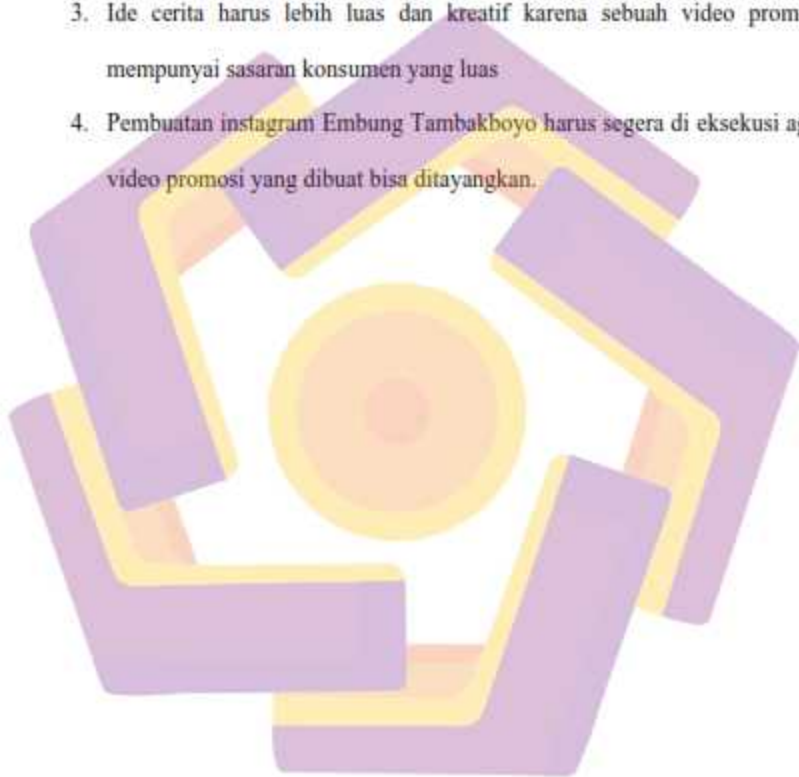 3. Ide cerita harus lebih luas dan kreatif karena sebuah video prom
mempunyai sasaran konsumen yang luas
4. Pembuatan instagram Embung Tambakboyo harus segera di eksekusi a
video promosi yang dibuat bisa ditayangkan.